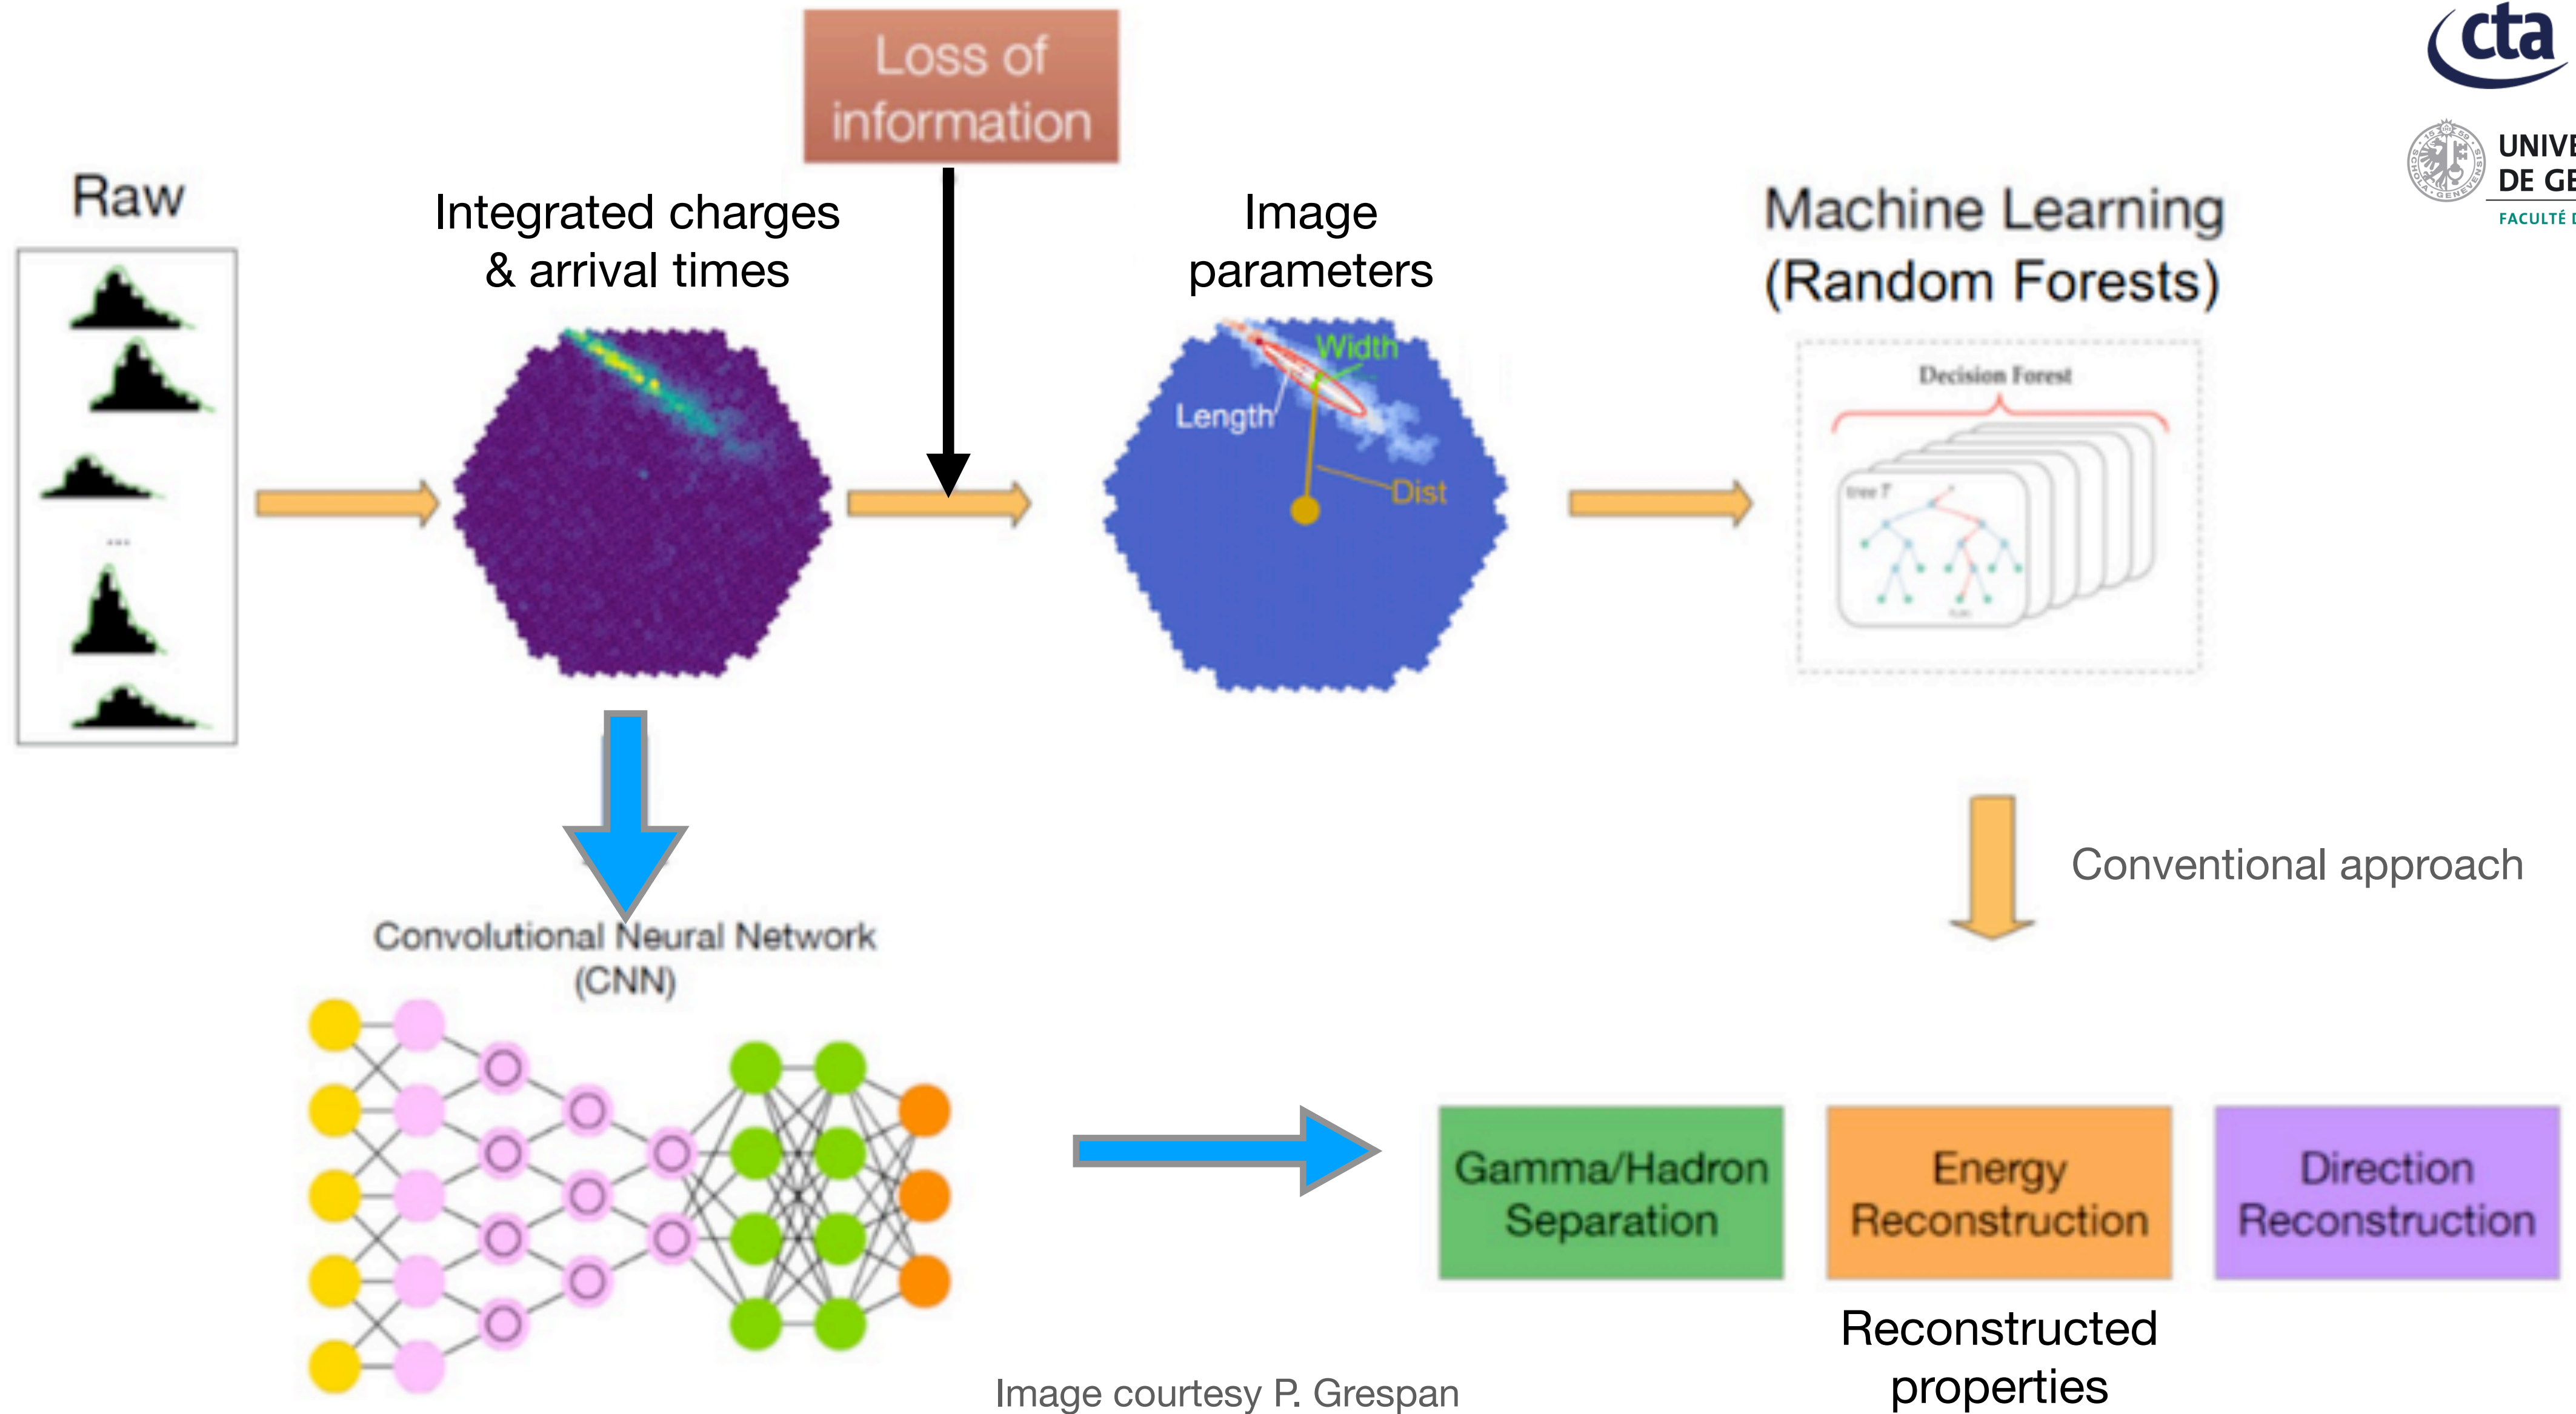 Loss of
information
cta
UNIVE
DE GE
FACULTÉ D
Raw
Integrated charges
& arrival times
Image
parameters
Machine Learning
(Random Forests)
Width
Length
Dist
Decision Forest
tree T
...
Conventional approach
Convolutional Neural Network
(CNN)
Gamma/Hadron
Separation
Energy
Reconstruction
Direction
Reconstruction
Reconstructed
properties
Image courtesy P. Grespan